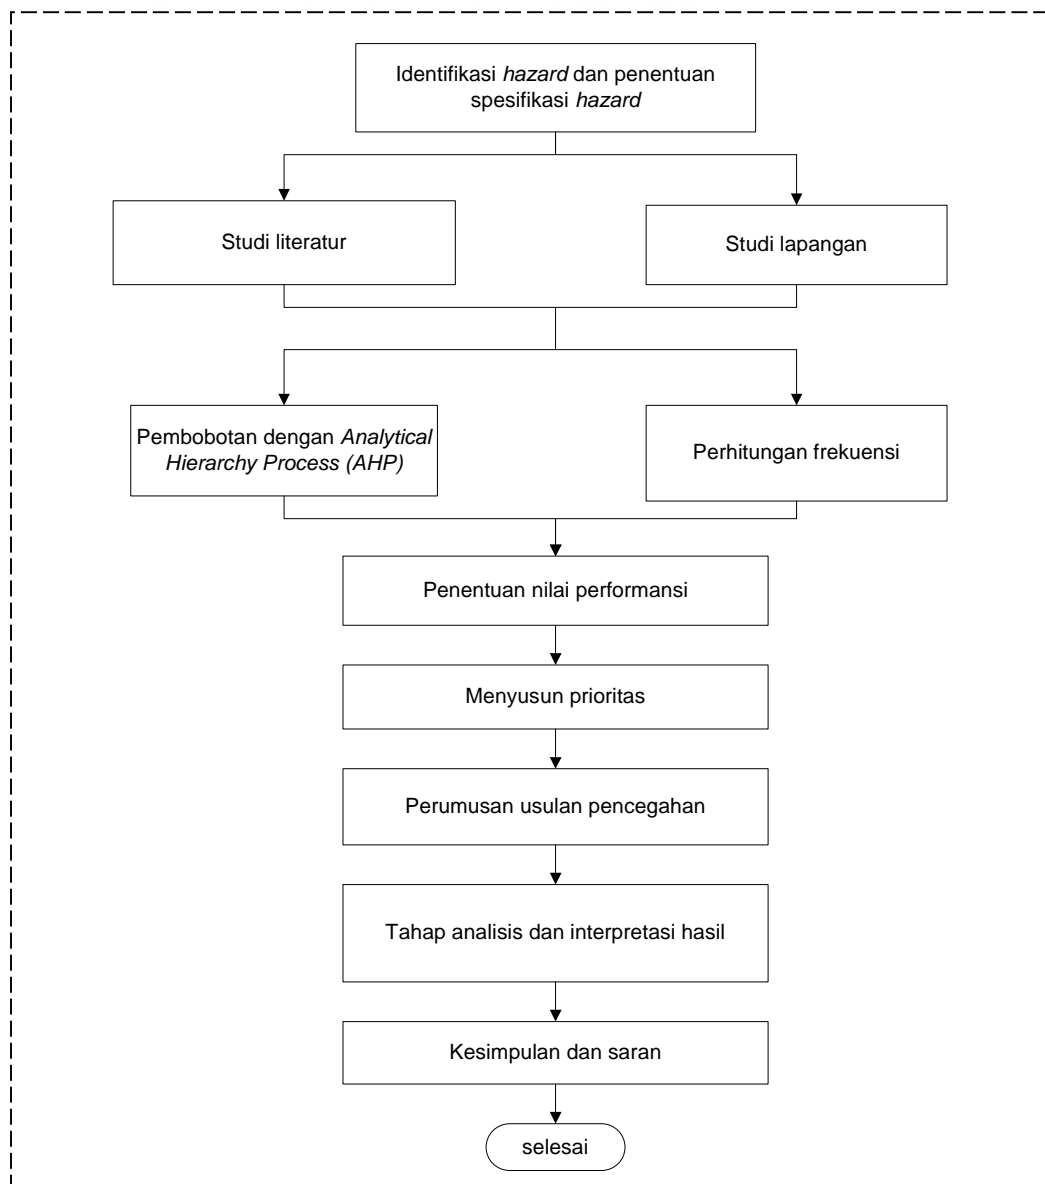 Identifikasi hazard dan penentuan
spesifikasi hazard
Studi literatur
Studi lapangan
Pembobotan dengan Analytical
Hierarchy Process (AHP)
Perhitungan frekuensi
Penentuan nilai performansi
Menyusun prioritas
Perumusan usulan pencegahan
Tahap analisis dan interpretasi hasil
Kesimpulan dan saran
selesai